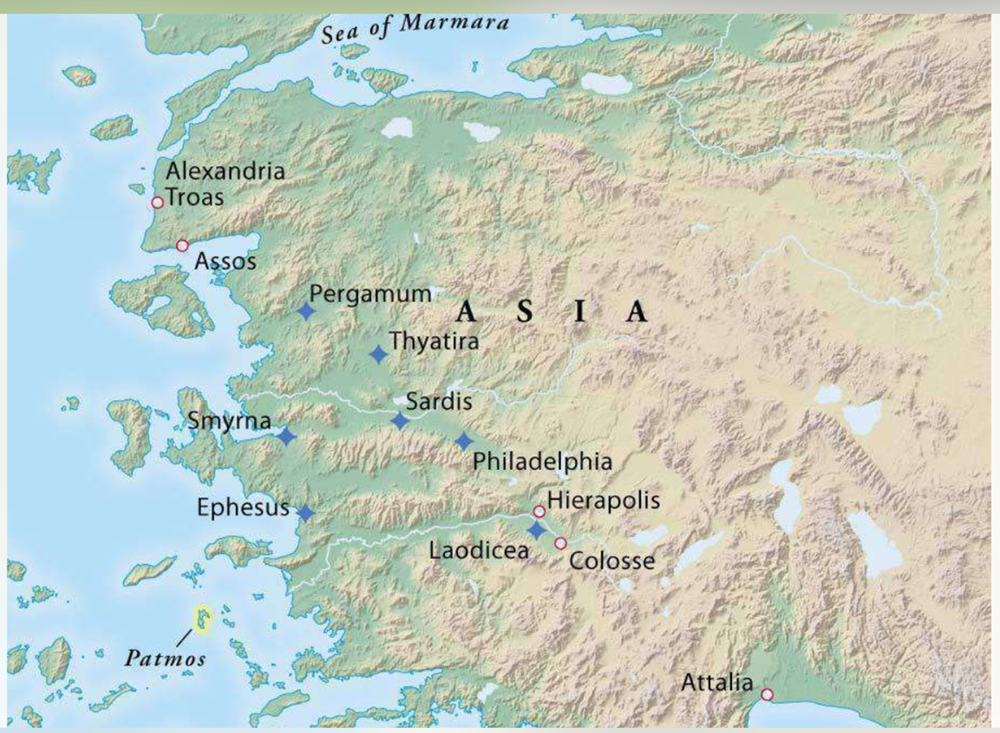 Sea of Marmara
Alexandria
Troas
Assos
Pergamum
A S I A
Thyatira
Sardis
Smyrna
Philadelphia
Hierapolis
Ephesus
Laodicea
Colosse
Patmos
Attalia